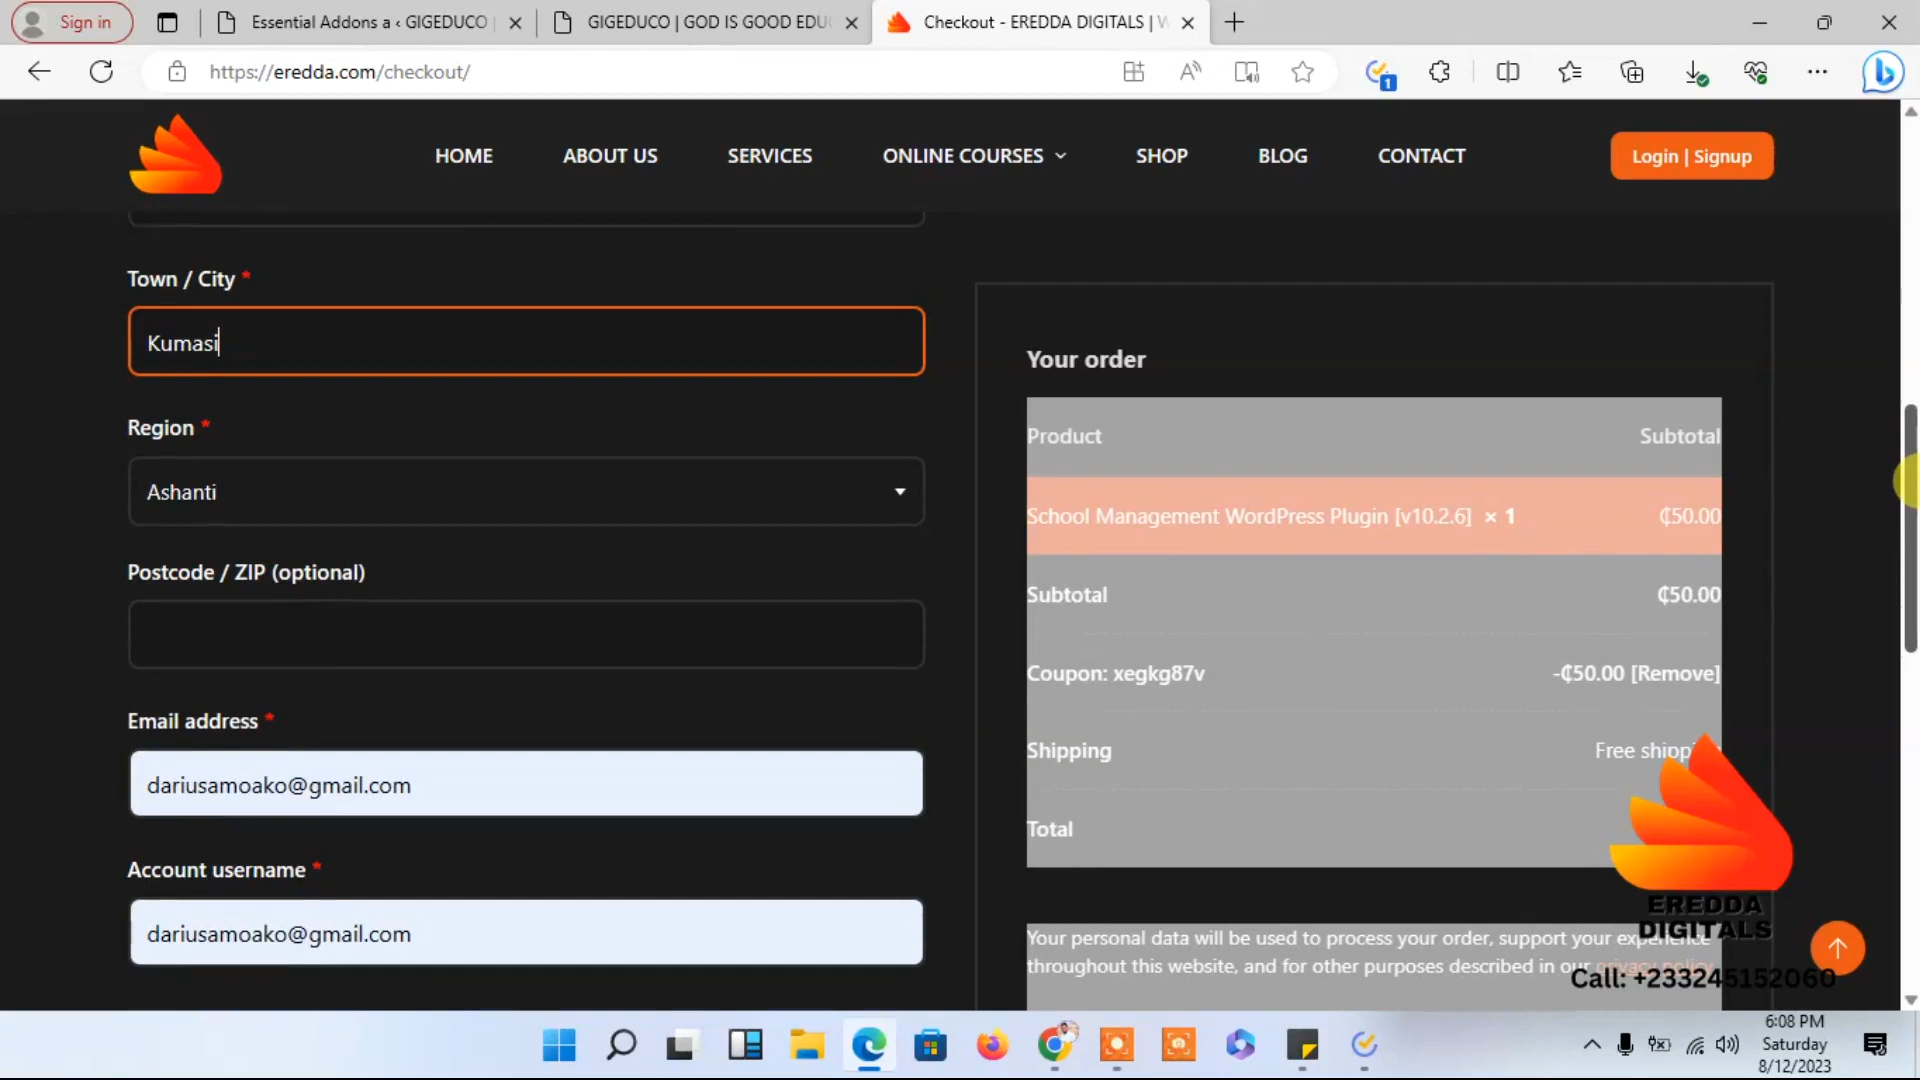 Sign in
Essential Addons a ‹ GIGEDUCO
GIGEDUCO | GOD IS GOOD EDU
Checkout - EREDDA DIGITALS | W
https://eredda.com/checkout/
1
HOME
ABOUT US
SERVICES
ONLINE COURSES
SHOP
BLOG
CONTACT
Login | Signup
Town / City *
Kumasi
Region *
Ashanti
Postcode / ZIP (optional)
Email address *
dariusamoako@gmail.com
Account username *
dariusamoako@gmail.com
Your order
Product Subtotal
School Management WordPress Plugin [v10.2.6] × 1 ₵50.00
Subtotal ₵50.00
Coupon: xegkg87v -₵50.00 [Remove]
Shipping Free shipping
Total
Your personal data will be used to process your order, support your experience
throughout this website, and for other purposes described in our privacy policy.
EREDDA
DIGITALS
Call: +233245152060
6:08 PM
Saturday
8/12/2023